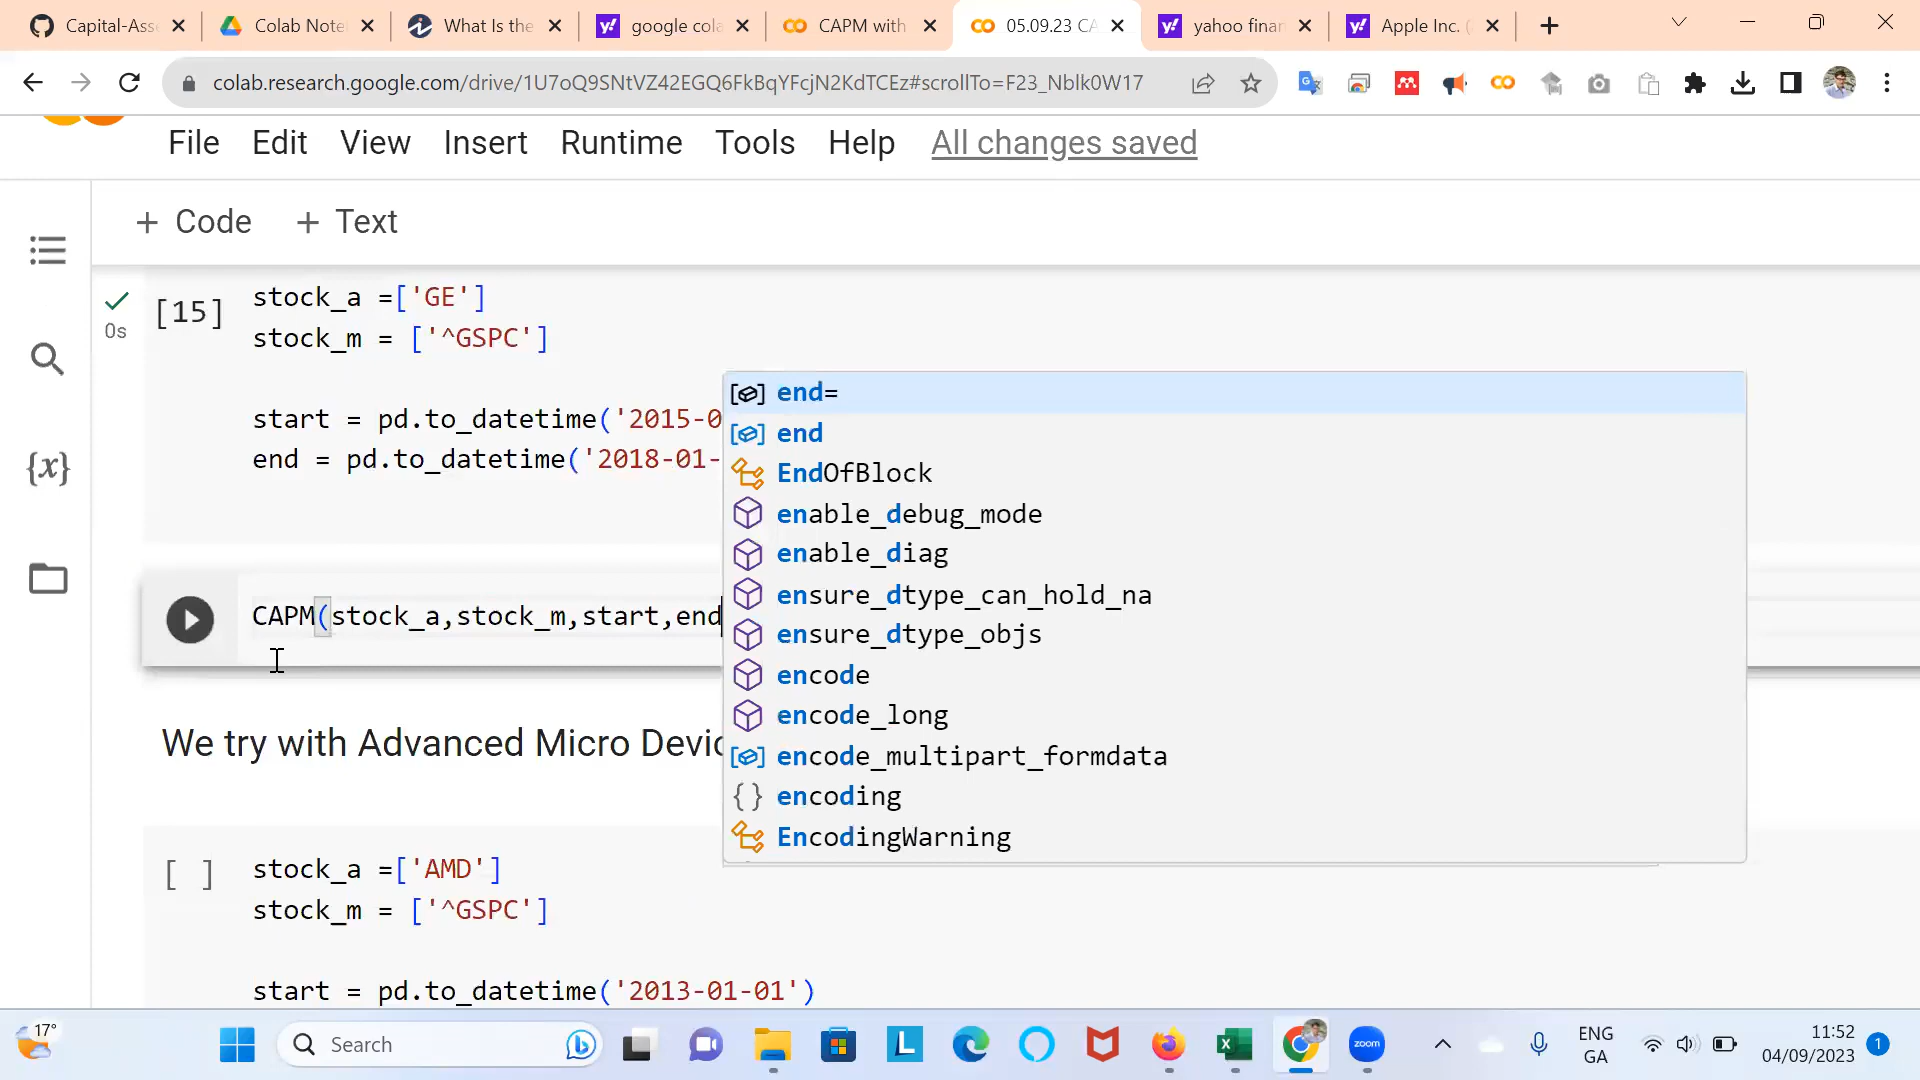 Capital-Ass
Colab Note
What Is the
google cola
CAPM with
05.09.23 CA
yahoo finan
Apple Inc. (
colab.research.google.com/drive/1U7oQ9SNtVZ42EGQ6FkBqYFcjN2KdTCEz#scrollTo=F23_Nblk0W17
File Edit View Insert Runtime Tools Help All changes saved
+ Code + Text
[15]
0s
stock_a =['GE']
stock_m = ['^GSPC']
start = pd.to_datetime('2015-0
end = pd.to_datetime('2018-01-
CAPM(stock_a,stock_m,start,end
end=
end
EndOfBlock
enable_debug_mode
enable_diag
ensure_dtype_can_hold_na
ensure_dtype_objs
encode
encode_long
encode_multipart_formdata
encoding
EncodingWarning
{x}
We try with Advanced Micro Devic
[ ]
stock_a =['AMD']
stock_m = ['^GSPC']
start = pd.to_datetime('2013-01-01')
17°
Search
zoom
ENG
GA
11:52
04/09/2023
1